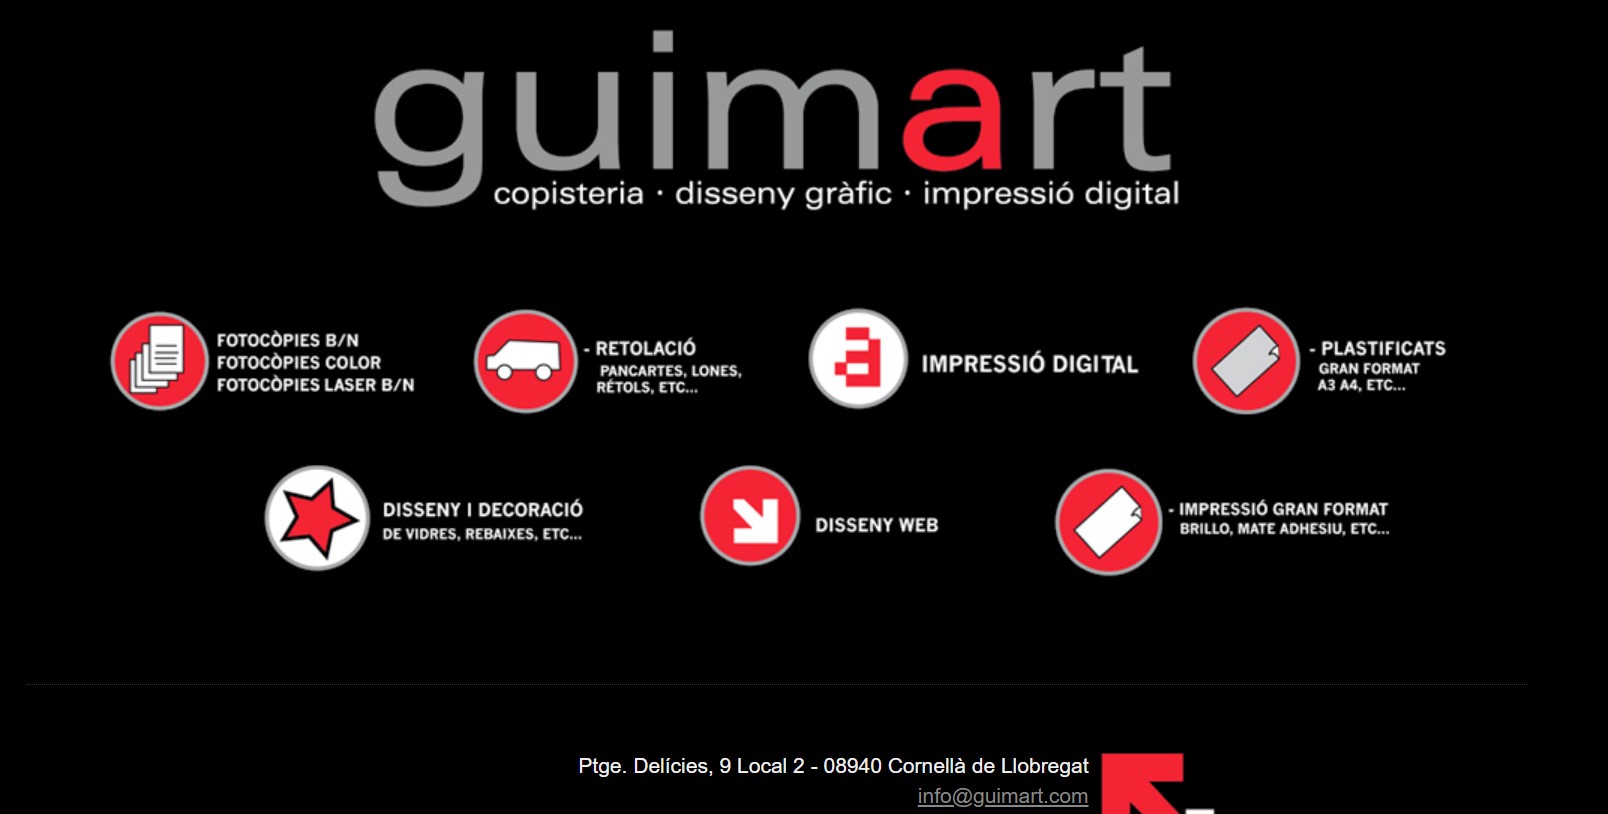 guimart
copisteria · disseny gràfic · impressió digital
FOTOCÒPIES B/N
FOTOCÒPIES COLOR
FOTOCÒPIES LASER B/N
- RETOLACIÓ
PANCARTES, LONES,
RÉTOLS, ETC...
a
IMPRESSIÓ DIGITAL
- PLASTIFICATS
GRAN FORMAT
A3 A4, ETC...
DISSENY I DECORACIÓ
DE VIDRES, REBAIXES, ETC...
DISSENY WEB
- IMPRESSIÓ GRAN FORMAT
BRILLO, MATE ADHESIU, ETC...
Ptge. Delícies, 9 Local 2 - 08940 Cornellà de Llobregat
info@guimart.com